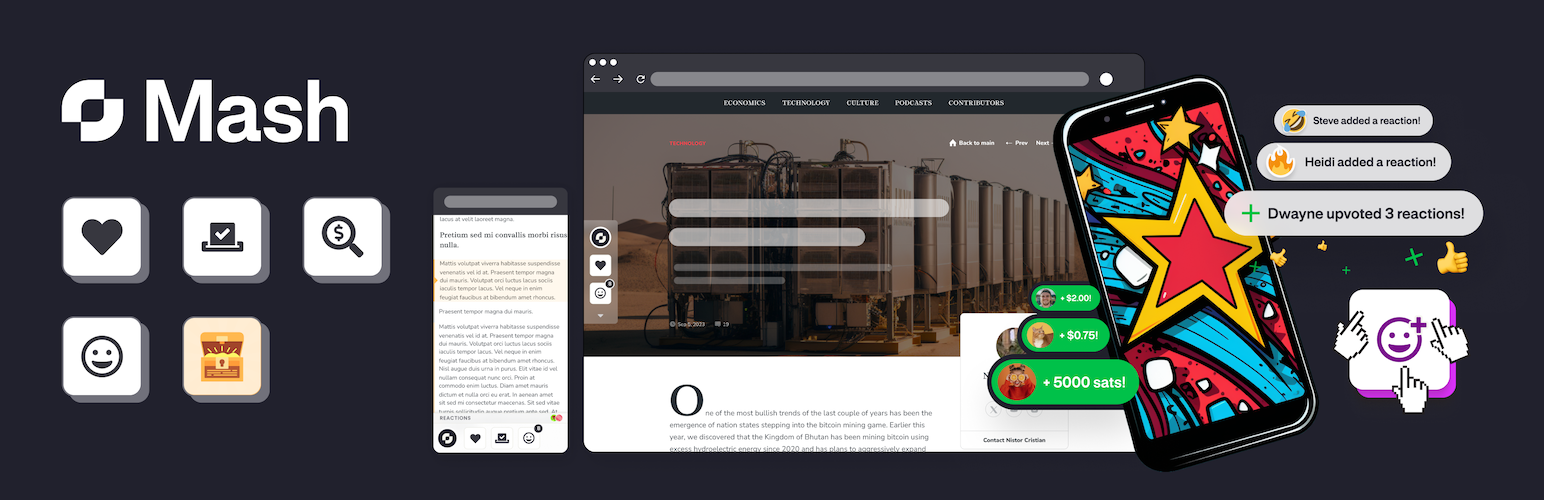 Mash
lacus at velit laoreet magna.
Pretium sed mi convallis morbi risus
nulla.
Mattis volutpat viverra habitasse suspendisse
venenatis vel id at. Praesent tempor magna
dui mauris. Volutpat orci luctus lacus sociis
iaculis tempor lacus. Vel neque in enim
feugiat faucibus at bibendum amet rhoncus.
Praesent tempor magna dui mauris.
Mattis volutpat viverra habitasse suspendisse
venenatis vel id at. Praesent tempor magna
dui mauris. Volutpat orci luctus lacus sociis
iaculis tempor lacus. Vel neque in enim
feugiat faucibus at bibendum amet rhoncus.
Nisl augue duis urna in purus. Elit vitae id vel
nullam consequat nunc orci. Proin at
commodo enim luctus. Diam amet mauris
dictum et nulla orci eu erat. In aenean amet
sit sed mi consectetur maecenas. Sit sed vitae
REACTIONS
8
ECONOMICS TECHNOLOGY CULTURE PODCASTS CONTRIBUTORS
TECHNOLOGY
Back to main ← Prev Next
8
2023 19
One of the most bullish trends of the last couple of years has been the
emergence of nation states stepping into the bitcoin mining game. Earlier this
year, we discovered that the Kingdom of Bhutan has been mining bitcoin using
excess hydroelectric energy since 2020 and has plans to aggressively expand
Contact Nistor Cristian
+ $2.00!
+ $0.75!
+ 5000 sats!
Steve added a reaction!
Heidi added a reaction!
Dwayne upvoted 3 reactions!